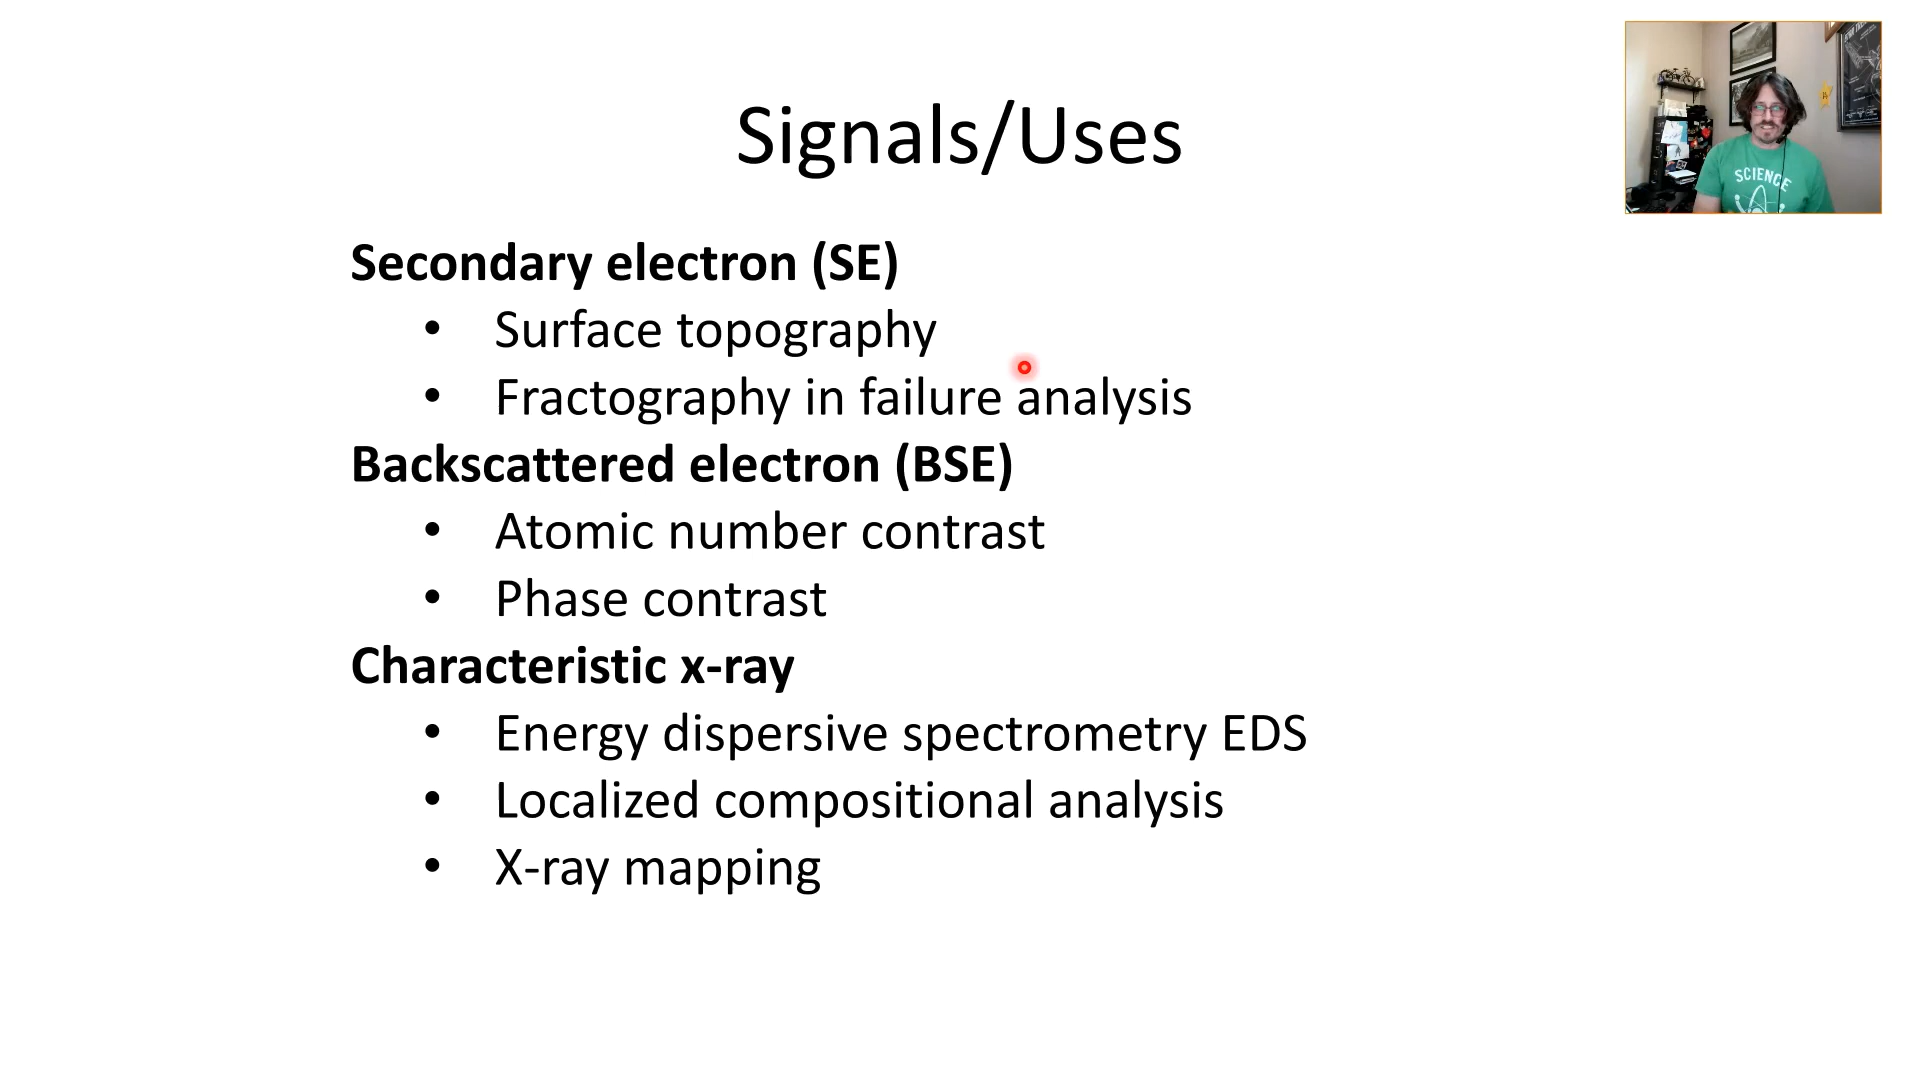 Signals/Uses
SCIENCE
Secondary electron (SE)
• Surface topography
• Fractography in failure analysis
Backscattered electron (BSE)
• Atomic number contrast
• Phase contrast
Characteristic x-ray
• Energy dispersive spectrometry EDS
• Localized compositional analysis
• X-ray mapping